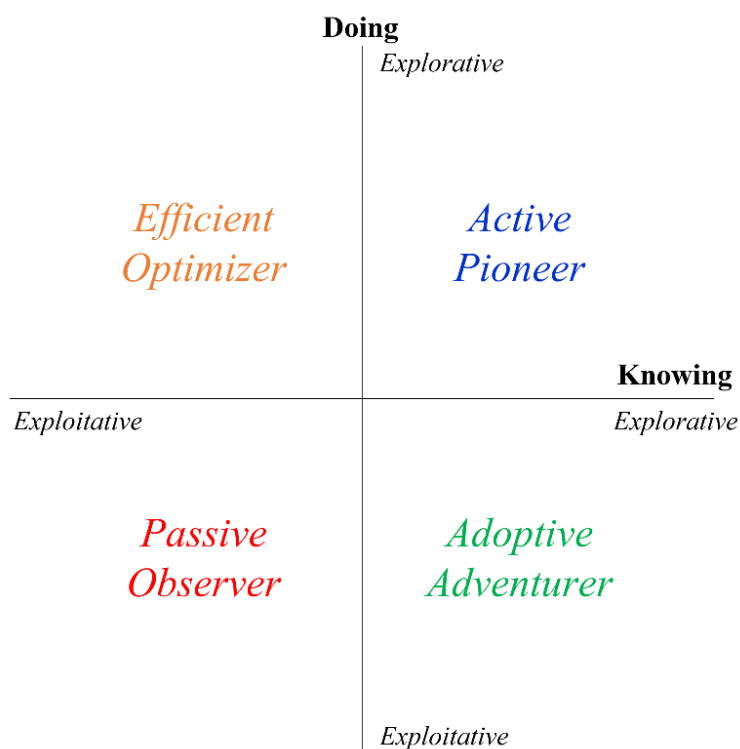 Doing
Explorative
Efficient
Optimizer
Active
Pioneer
Knowing
Exploitative
Explorative
Passive
Observer
Adoptive
Adventurer
Exploitative